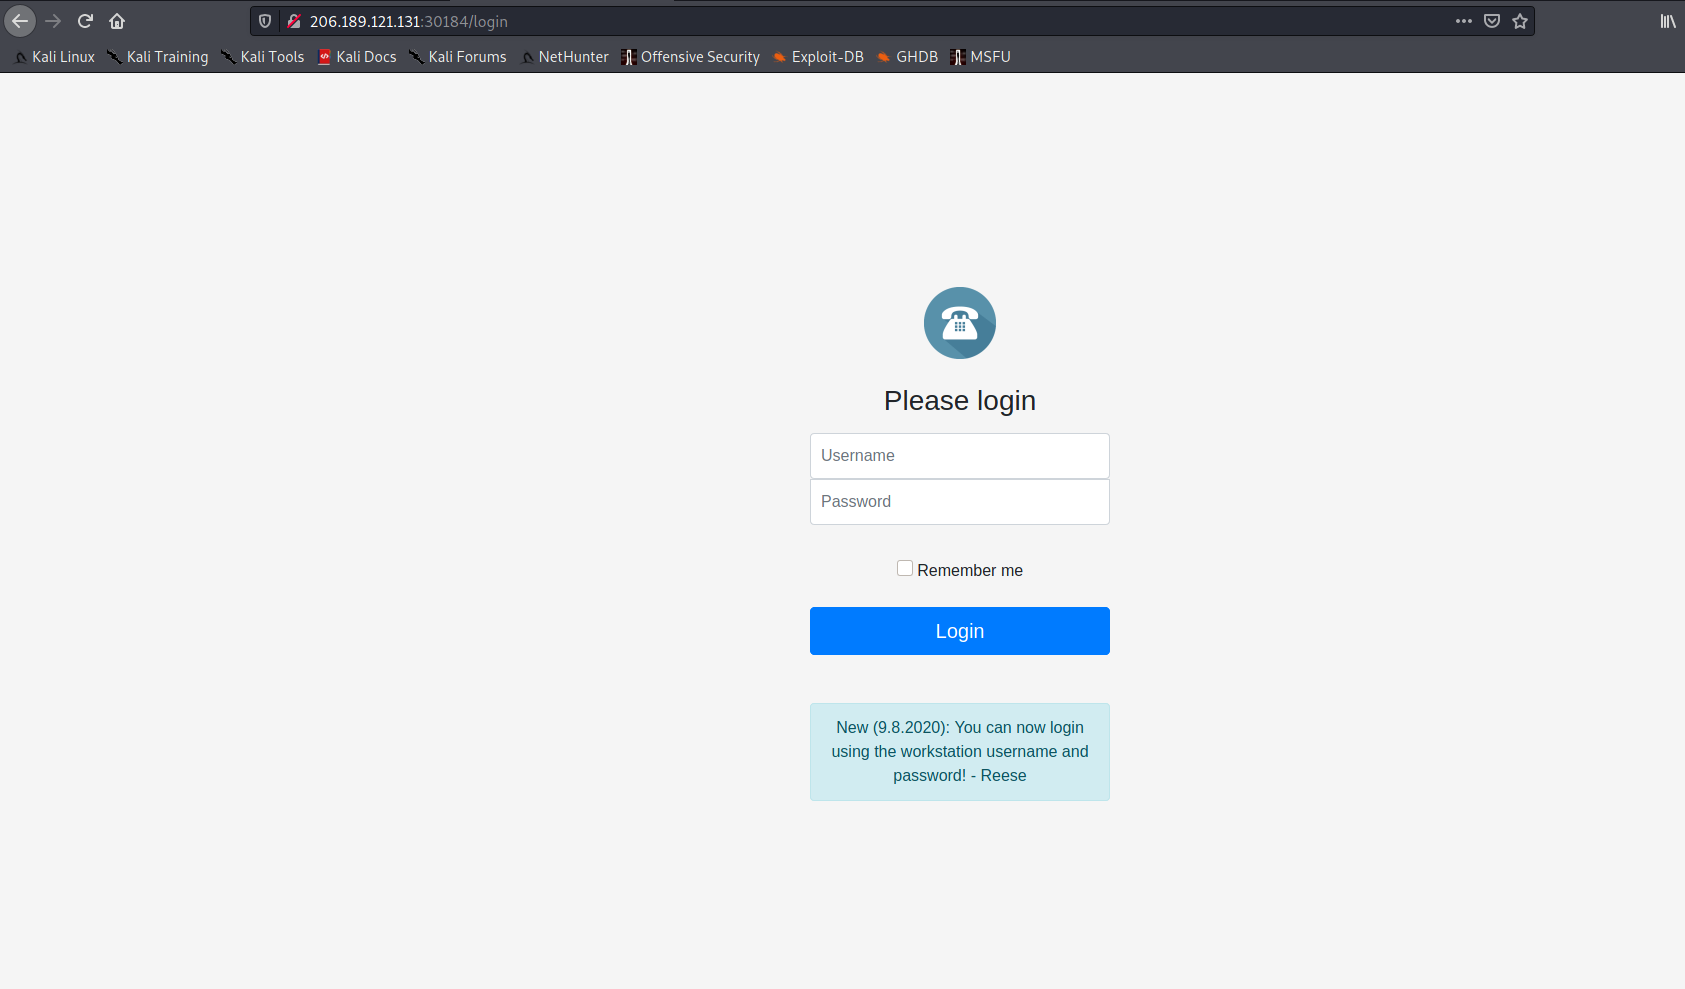 206.189.121.131:30184/login
Kali Linux Kali Training Kali Tools Kali Docs Kali Forums NetHunter Offensive Security Exploit-DB GHDB MSFU
Please login
Username
Password
Remember me
Login
New (9.8.2020): You can now login
using the workstation username and
password! - Reese